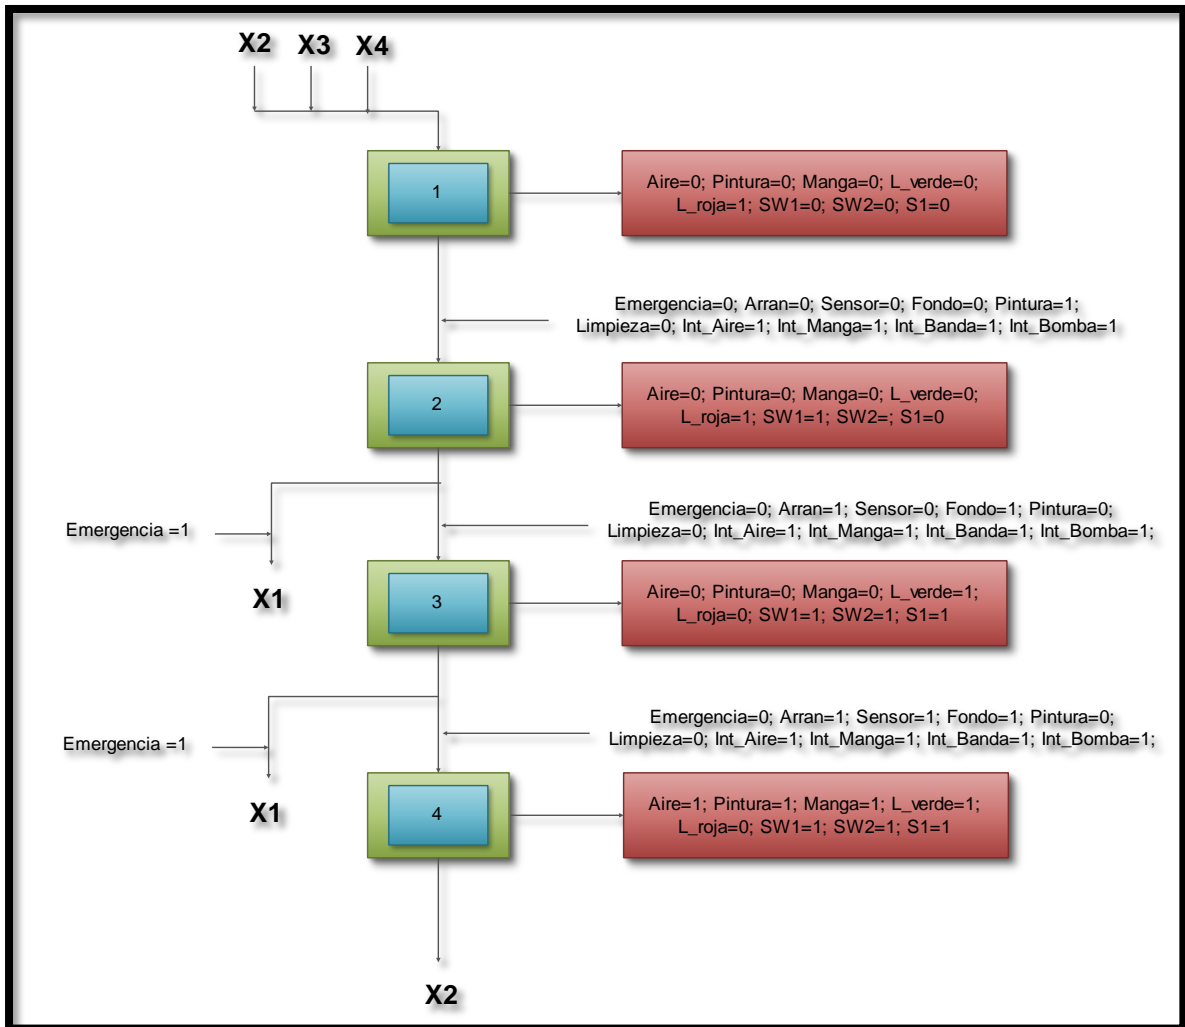 X2 X3 X4
1
Aire=0; Pintura=0; Manga=0; L_verde=0;
L_roja=1; SW1=0; SW2=0; S1=0
Emergencia=0; Arran=0; Sensor=0; Fondo=0; Pintura=1;
Limpieza=0; Int_Aire=1; Int_Manga=1; Int_Banda=1; Int_Bomba=1
2
Aire=0; Pintura=0; Manga=0; L_verde=0;
L_roja=1; SW1=1; SW2=; S1=0
Emergencia =1
X1
Emergencia=0; Arran=1; Sensor=0; Fondo=1; Pintura=0;
Limpieza=0; Int_Aire=1; Int_Manga=1; Int_Banda=1; Int_Bomba=1;
3
Aire=0; Pintura=0; Manga=0; L_verde=1;
L_roja=0; SW1=1; SW2=1; S1=1
Emergencia =1
X1
Emergencia=0; Arran=1; Sensor=1; Fondo=1; Pintura=0;
Limpieza=0; Int_Aire=1; Int_Manga=1; Int_Banda=1; Int_Bomba=1;
4
Aire=1; Pintura=1; Manga=1; L_verde=1;
L_roja=0; SW1=1; SW2=1; S1=1
X2